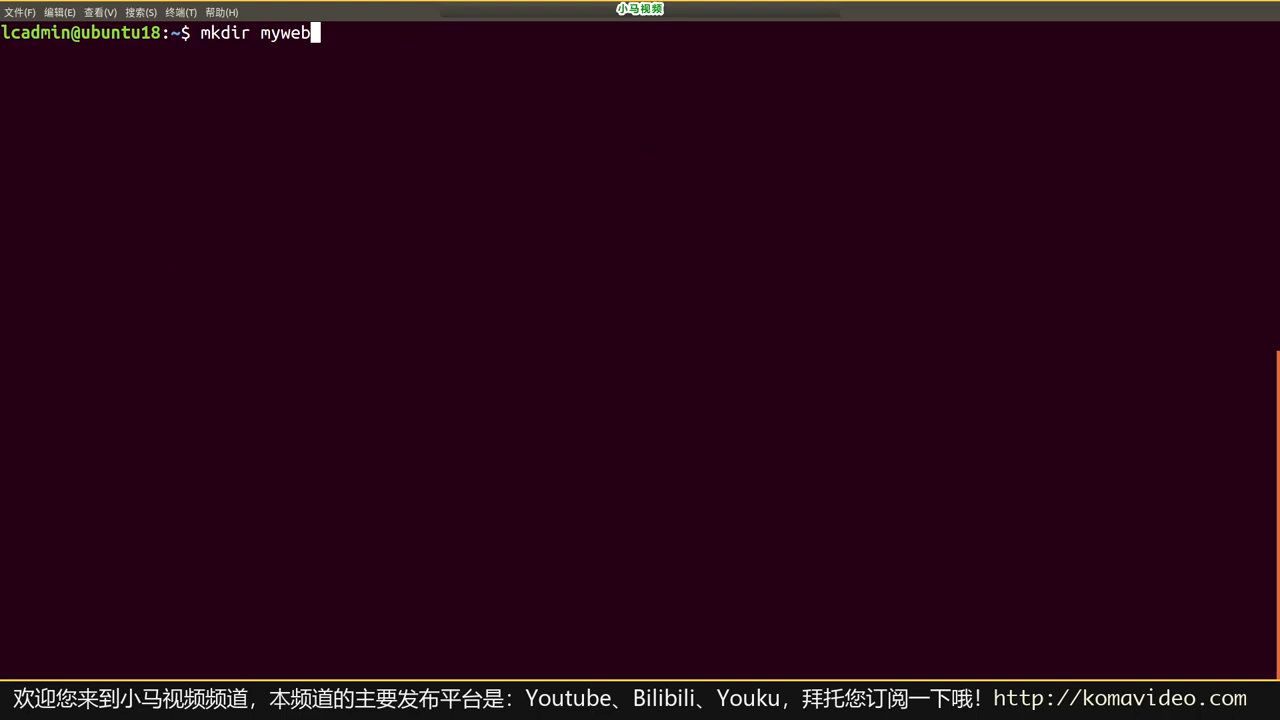 小马视频
文件(F) 编辑(E) 查看(V) 搜索(S) 终端(T) 帮助(H)
lcadmin@ubuntu18:~$ mkdir myweb
欢迎您来到小马视频频道，本频道的主要发布平台是：Youtube、Bilibili、Youku，拜托您订阅一下哦！http://komavideo.com